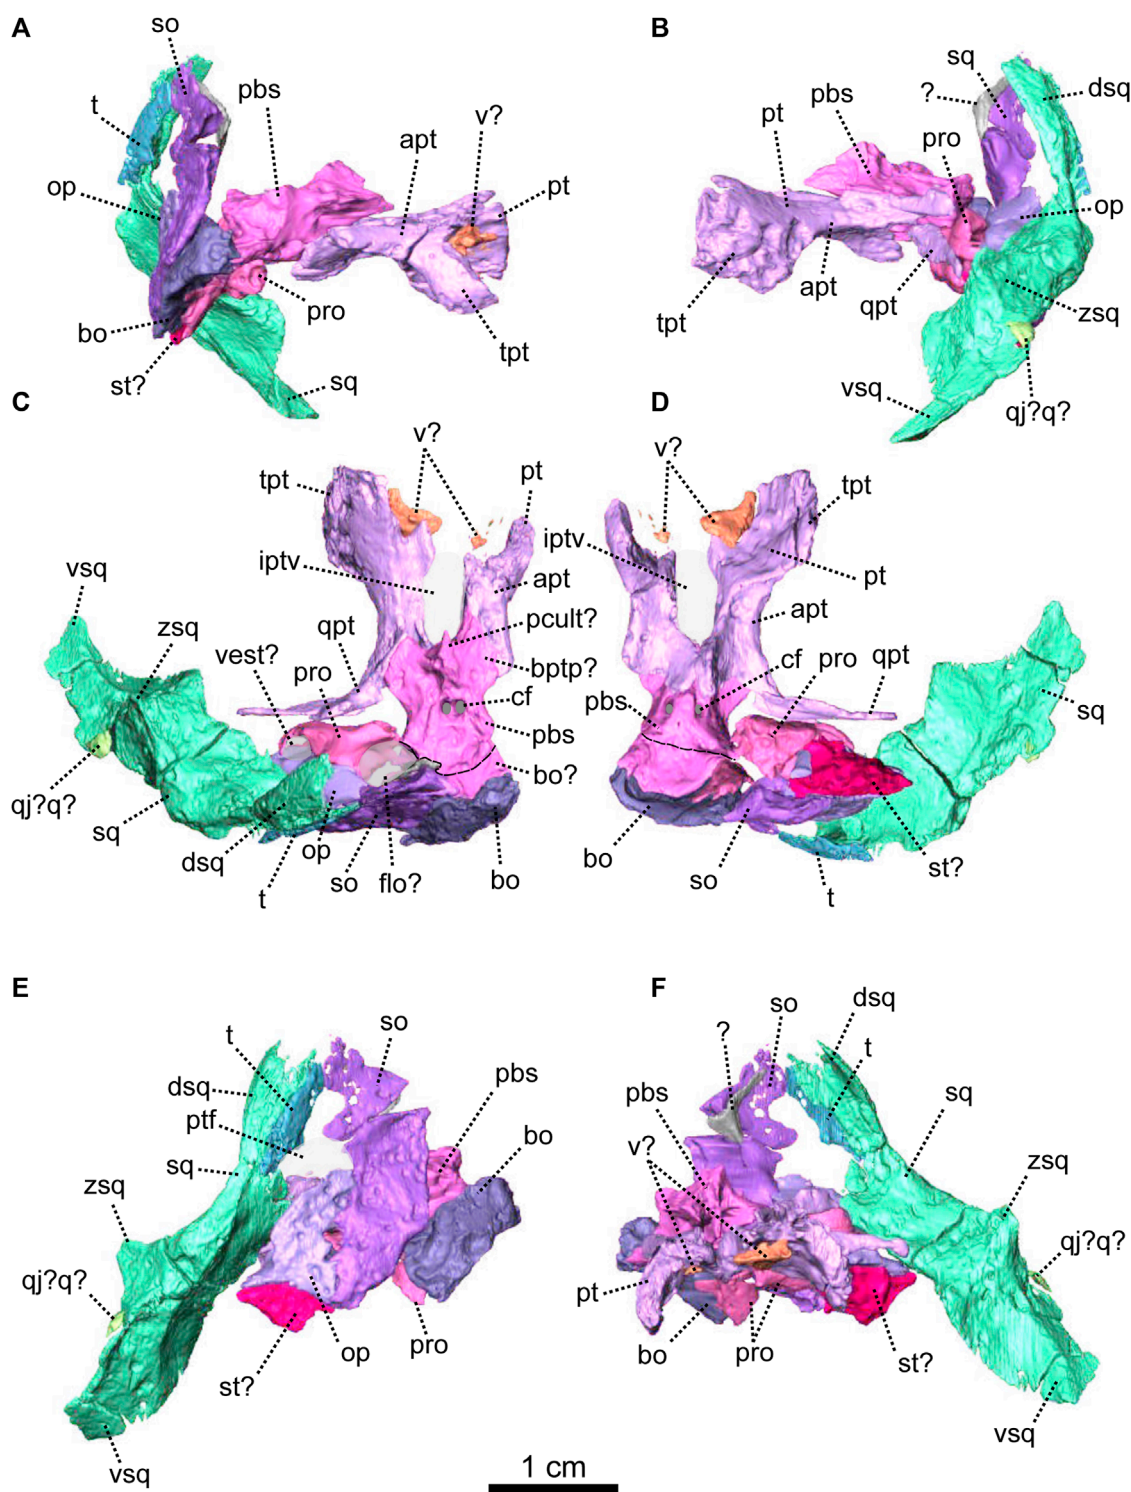 A
so
pbs
t
v?
apt
pt
op
pro
bo
tpt
st?
sq
B
sq
dsq
?
pbs
pt
pro
op
apt
qpt
tpt
zsq
vsq
qj?q?
C
v?
tpt
pt
iptv
vsq
apt
zsq
qpt
pcult?
vest?
pro
bptp?
cf
pbs
bo?
qj?q?
sq
dsq
op
so
flo?
bo
t
D
v?
tpt
iptv
pt
apt
cf
pro
qpt
pbs
sq
bo
so
st?
t
E
so
t
dsq
pbs
ptf
bo
sq
zsq
qj?q?
op
pro
st?
vsq
F
dsq
so
?
t
pbs
sq
v?
zsq
qj?q?
pt
bo
pro
st?
vsq
1 cm